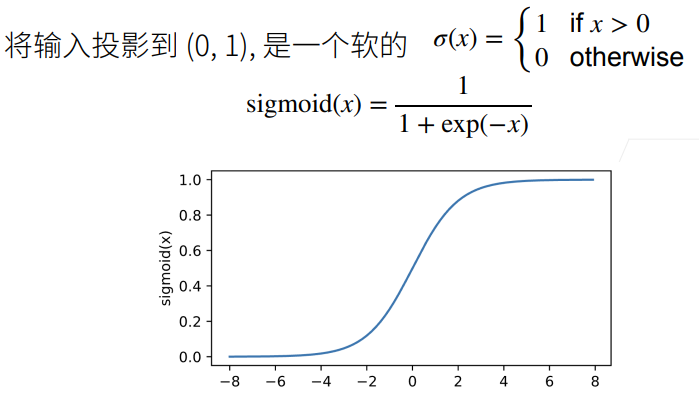 将输入投影到 (0, 1), 是一个软的 σ(x) = { 1 if x > 0
0 otherwise
sigmoid(x) = 1 / (1 + exp(−x))
1.0
0.8
0.6
0.4
0.2
0.0
sigmoid(x)
−8 −6 −4 −2 0 2 4 6 8